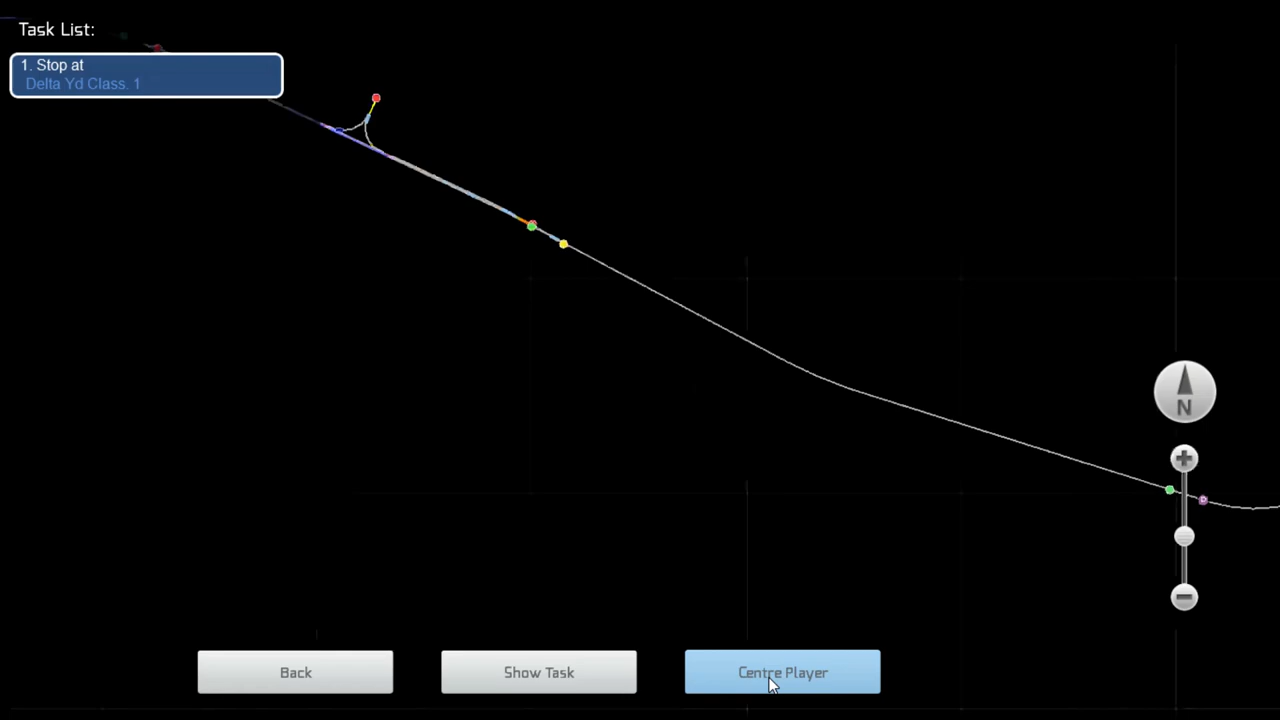 Task List:
1. Stop at
Delta Yd Class. 1
N
Back
Show Task
Centre Player